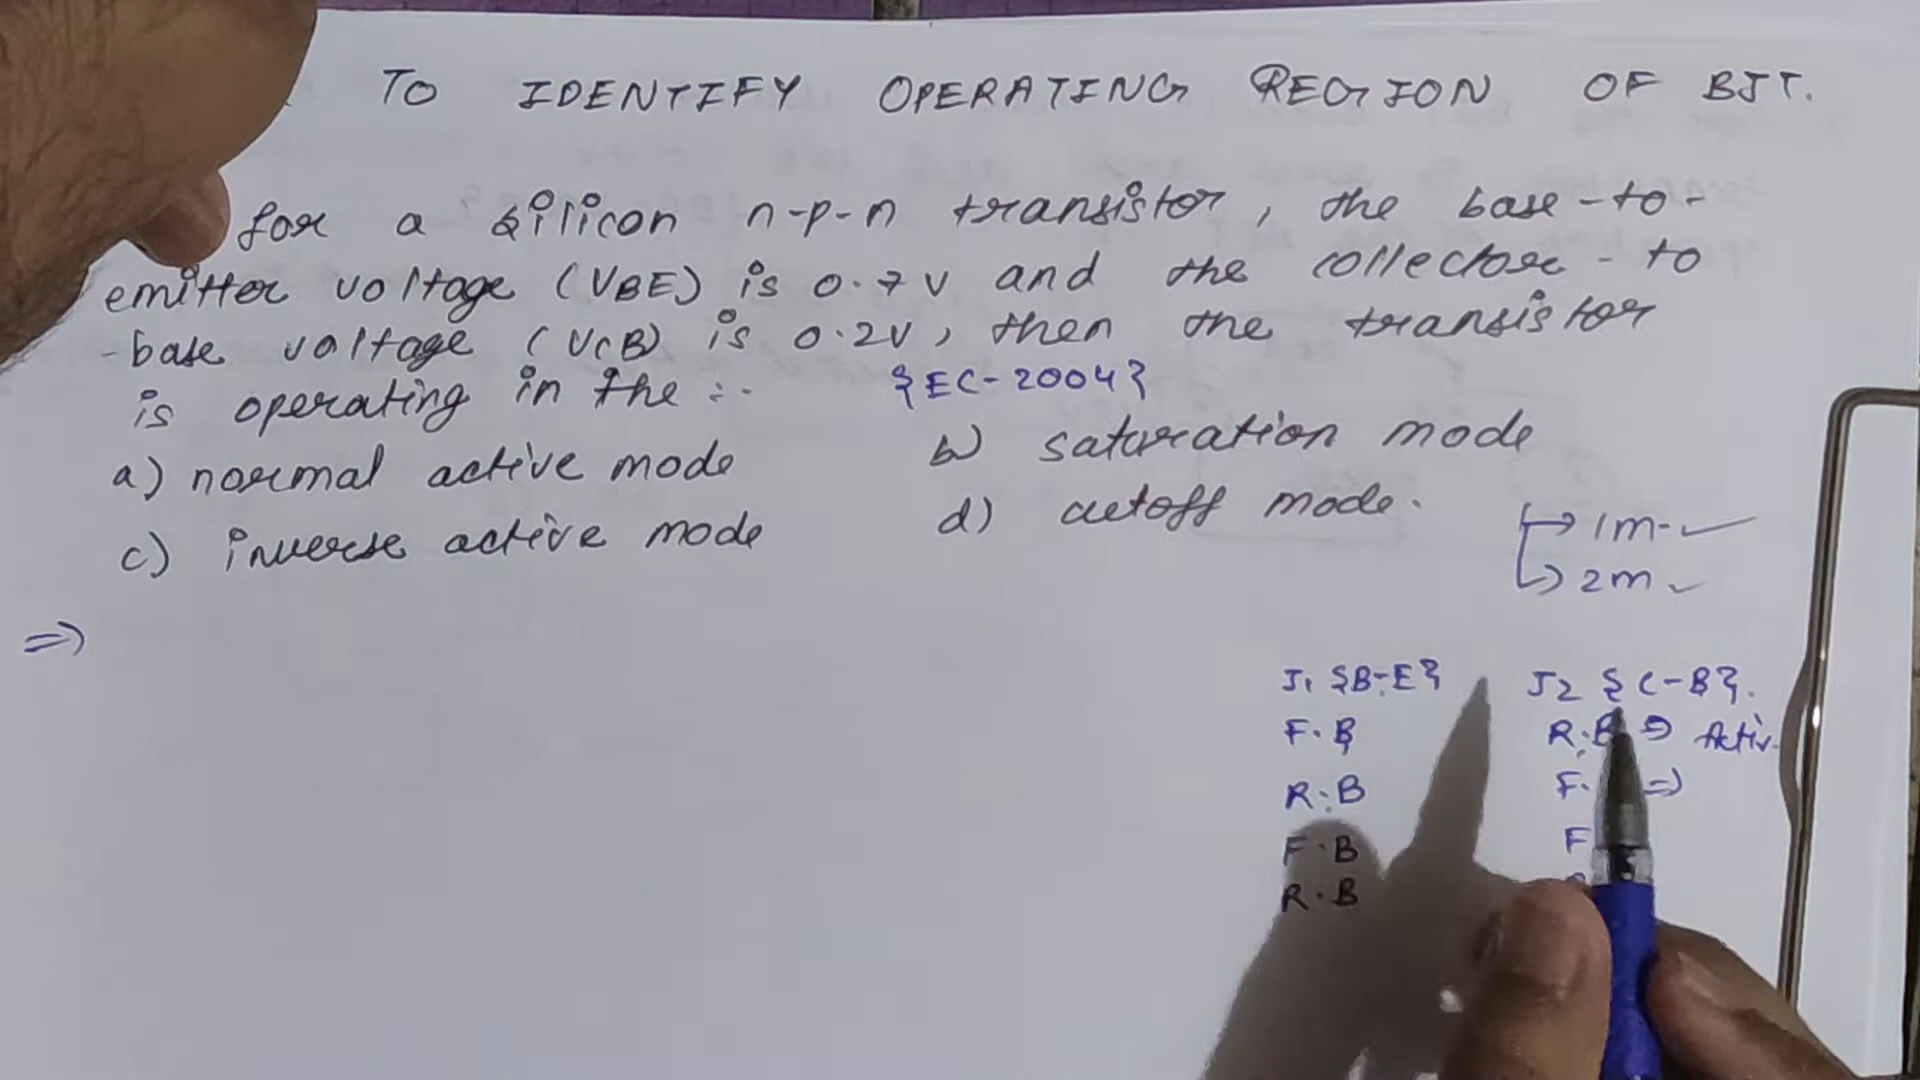 TO IDENTIFY OPERATING REGION OF BJT.
for a silicon n-p-n transistor, the base-to-
emitter voltage (VBE) is 0.7 V and the collector-to
-base voltage (VCB) is 0.2V, then the transistor
is operating in the :- {EC-2004}
a) normal active mode b) saturation mode
c) inverse active mode d) cutoff mode.
→ 1m- ✓
→ 2m ✓
⇒
J1 {B-E} J2 {C-B}.
F.B R.B ⇒ Activ-
R.B F. ⇒
F.B F
R.B